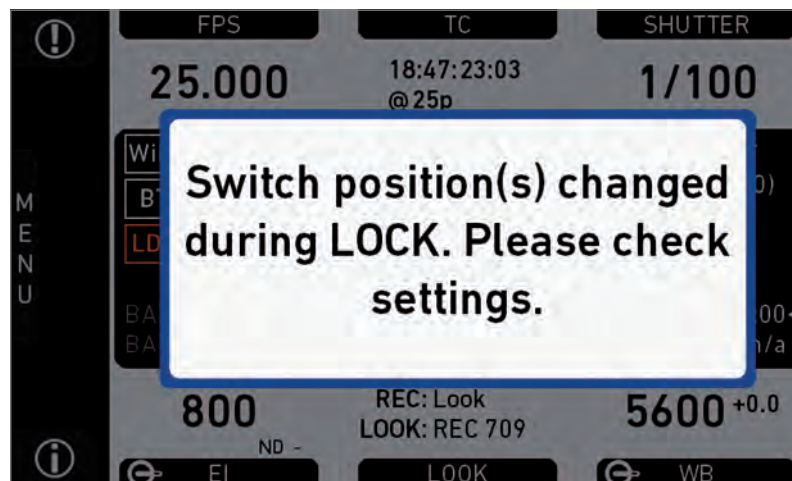 FPS TC SHUTTER
25.000 18:47:23:03 1/100
@25p
MENU
Switch position(s) changed
during LOCK. Please check
settings.
800 REC: Look 5600 +0.0
ND - LOOK: REC 709
EI LOOK WB